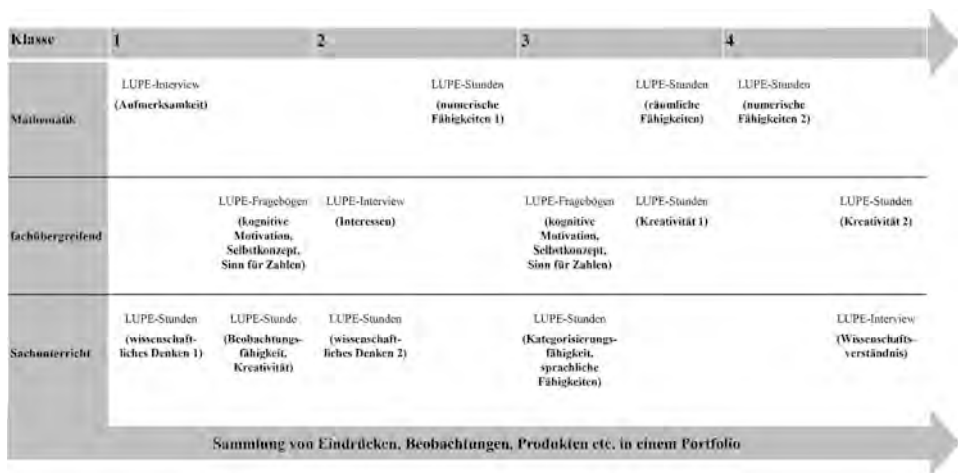 Klasse 1 2 3 4
Mathematik
LUPE-Interview
(Aufmerksamkeit)
LUPE-Stunden
(numerische
Fähigkeiten 1)
LUPE-Stunden
(räumliche
Fähigkeiten)
LUPE-Stunden
(numerische
Fähigkeiten 2)
fachübergreifend
LUPE-Fragebögen
(kognitive
Motivation,
Selbstkonzept,
Sinn für Zahlen)
LUPE-Interview
(Interessen)
LUPE-Fragebögen
(kognitive
Motivation,
Selbstkonzept,
Sinn für Zahlen)
LUPE-Stunden
(Kreativität 1)
LUPE-Stunden
(Kreativität 2)
Sachunterricht
LUPE-Stunden
(wissenschaft-
liches Denken 1)
LUPE-Stunde
(Beobachtungs-
fähigkeit,
Kreativität)
LUPE-Stunden
(wissenschaft-
liches Denken 2)
LUPE-Stunden
(Kategorisierungs-
fähigkeit,
sprachliche
Fähigkeiten)
LUPE-Interview
(Wissenschafts-
verständnis)
Sammlung von Eindrücken, Beobachtungen, Produkten etc. in einem Portfolio